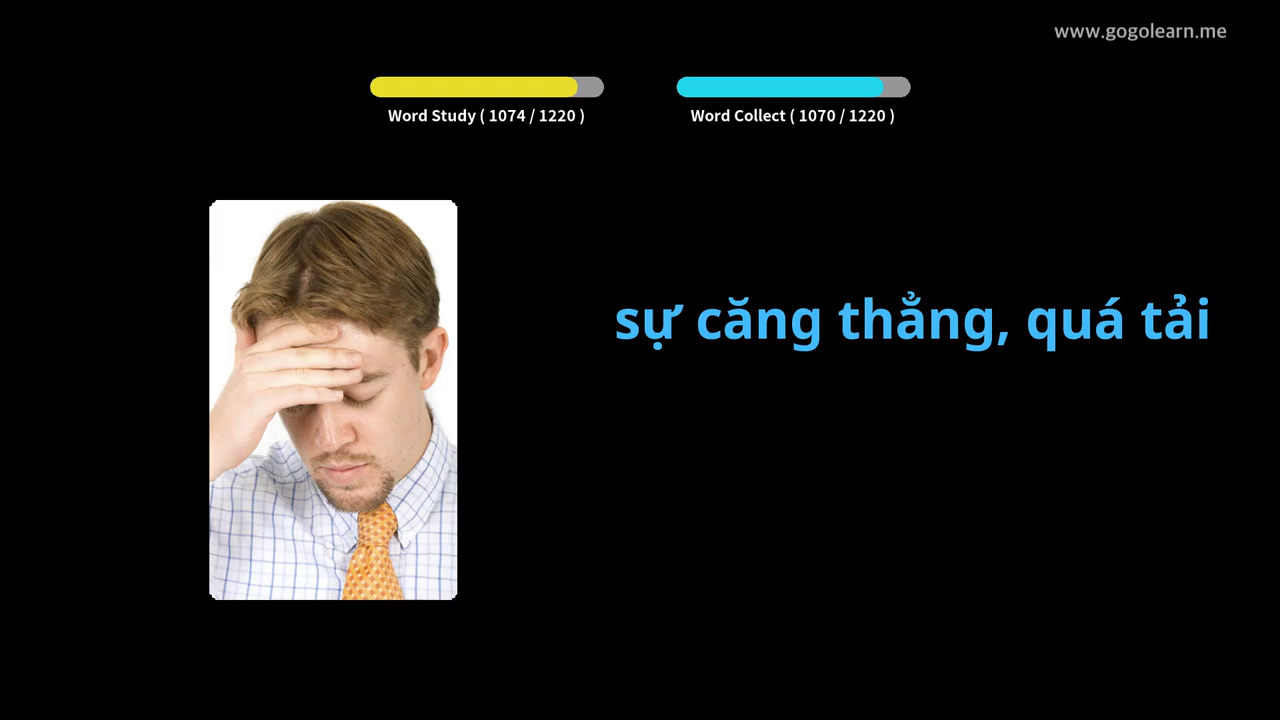 www.gogolearn.me
Word Study ( 1074 / 1220 )
Word Collect ( 1070 / 1220 )
sự căng thẳng, quá tải